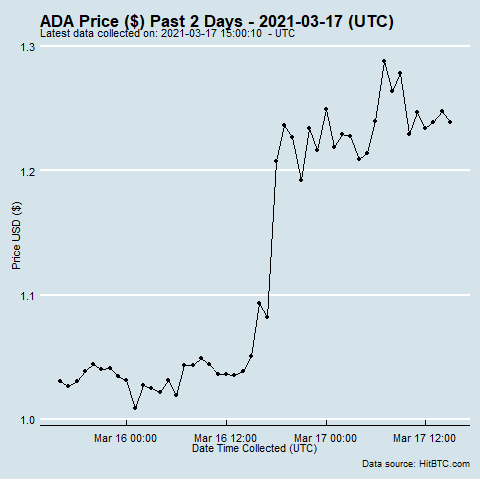 ADA Price ($) Past 2 Days - 2021-03-17 (UTC)
Latest data collected on: 2021-03-17 15:00:10  - UTC
1.3
1.2
1.1
1.0
Price USD ($)
Mar 16 00:00 Mar 16 12:00 Mar 17 00:00 Mar 17 12:00
Date Time Collected (UTC)
Data source: HitBTC.com